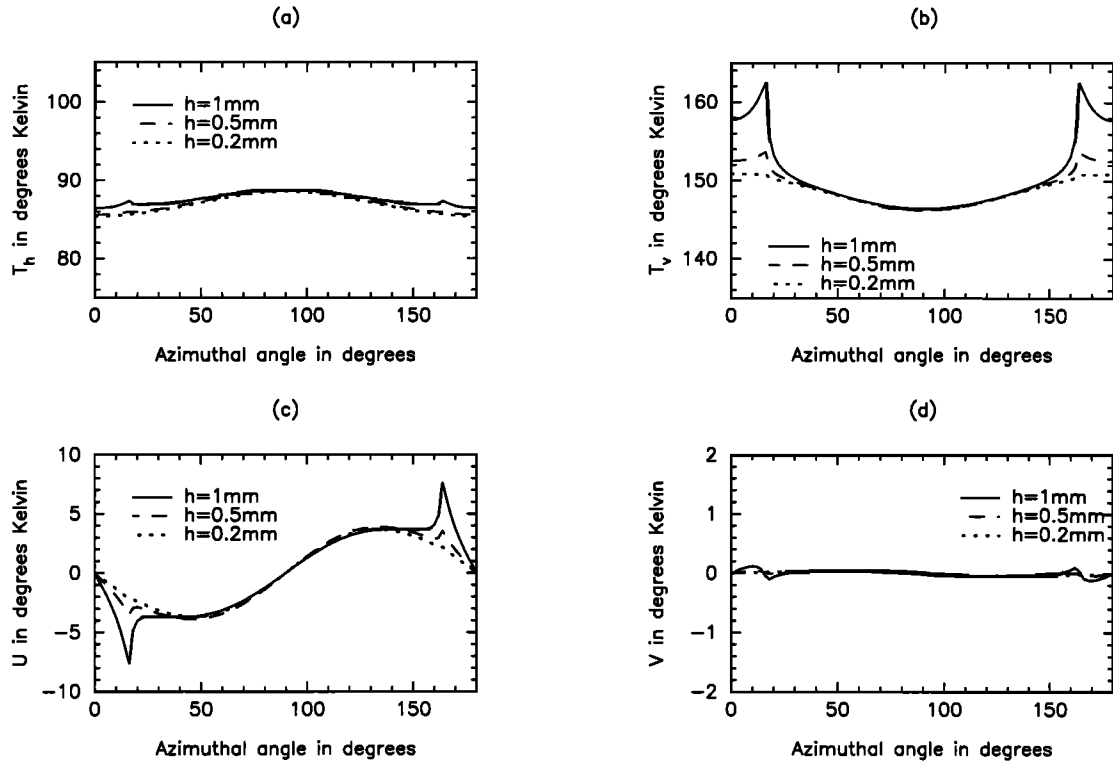 (a)
T_h in degrees Kelvin
100
90
80
h=1mm
h=0.5mm
h=0.2mm
0 50 100 150
Azimuthal angle in degrees
(b)
T_v in degrees Kelvin
160
150
140
h=1mm
h=0.5mm
h=0.2mm
0 50 100 150
Azimuthal angle in degrees
(c)
U in degrees Kelvin
10
5
0
−5
−10
h=1mm
h=0.5mm
h=0.2mm
0 50 100 150
Azimuthal angle in degrees
(d)
V in degrees Kelvin
2
1
0
−1
−2
h=1mm
h=0.5mm
h=0.2mm
0 50 100 150
Azimuthal angle in degrees